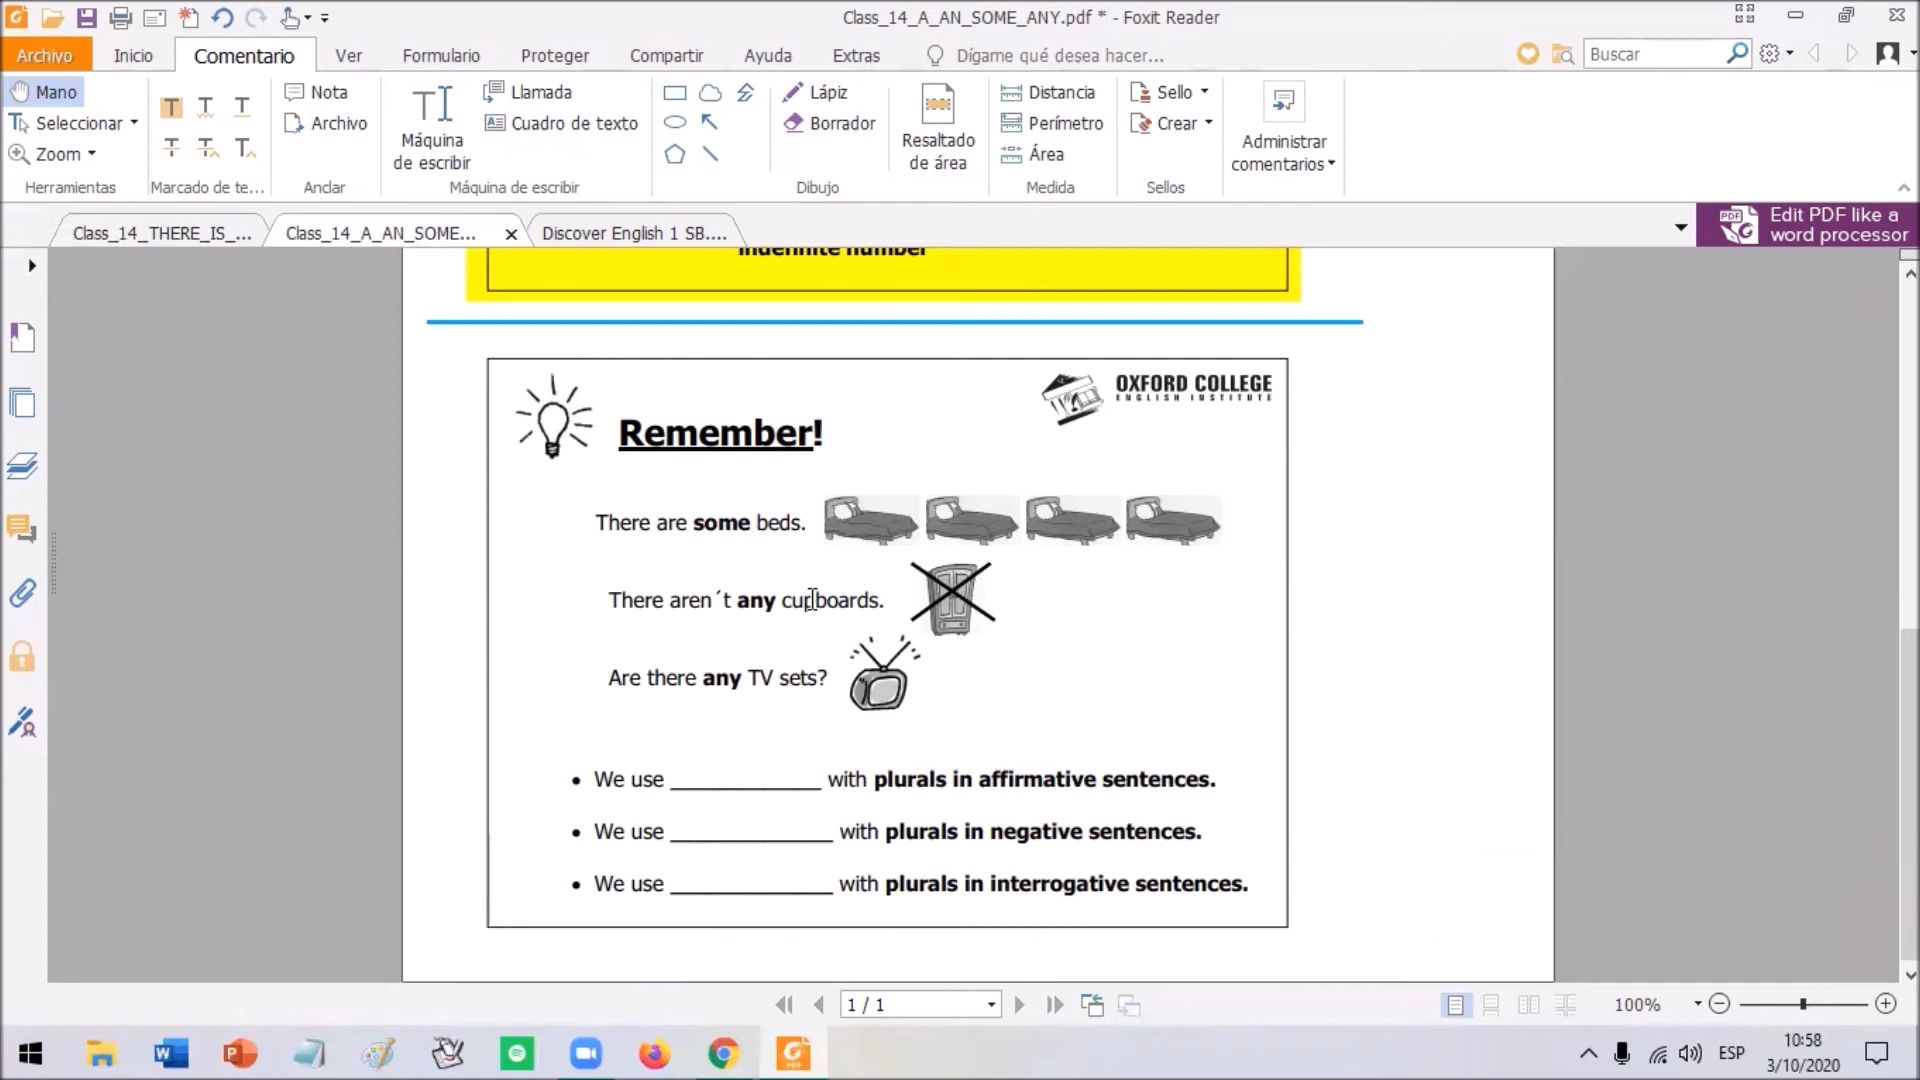 Class_14_A_AN_SOME_ANY.pdf * - Foxit Reader
Archivo Inicio Comentario Ver Formulario Proteger Compartir Ayuda Extras Dígame qué desea hacer... Buscar
Mano
Seleccionar
Zoom
Herramientas
Marcado de te...
Nota
Archivo
Anclar
Máquina
de escribir
Llamada
Cuadro de texto
Máquina de escribir
Lápiz
Borrador
Dibujo
Resaltado
de área
Distancia
Perímetro
Área
Medida
Sello
Crear
Sellos
Administrar
comentarios
Class_14_THERE_IS_... Class_14_A_AN_SOME... Discover English 1 SB....
Edit PDF like a
word processor
indefinite number
OXFORD COLLEGE
ENGLISH INSTITUTE
Remember!
There are some beds.
There aren´t any cupboards.
Are there any TV sets?
• We use ______________ with plurals in affirmative sentences.
• We use _______________ with plurals in negative sentences.
• We use _______________ with plurals in interrogative sentences.
1 / 1
100%
ESP
10:58
3/10/2020